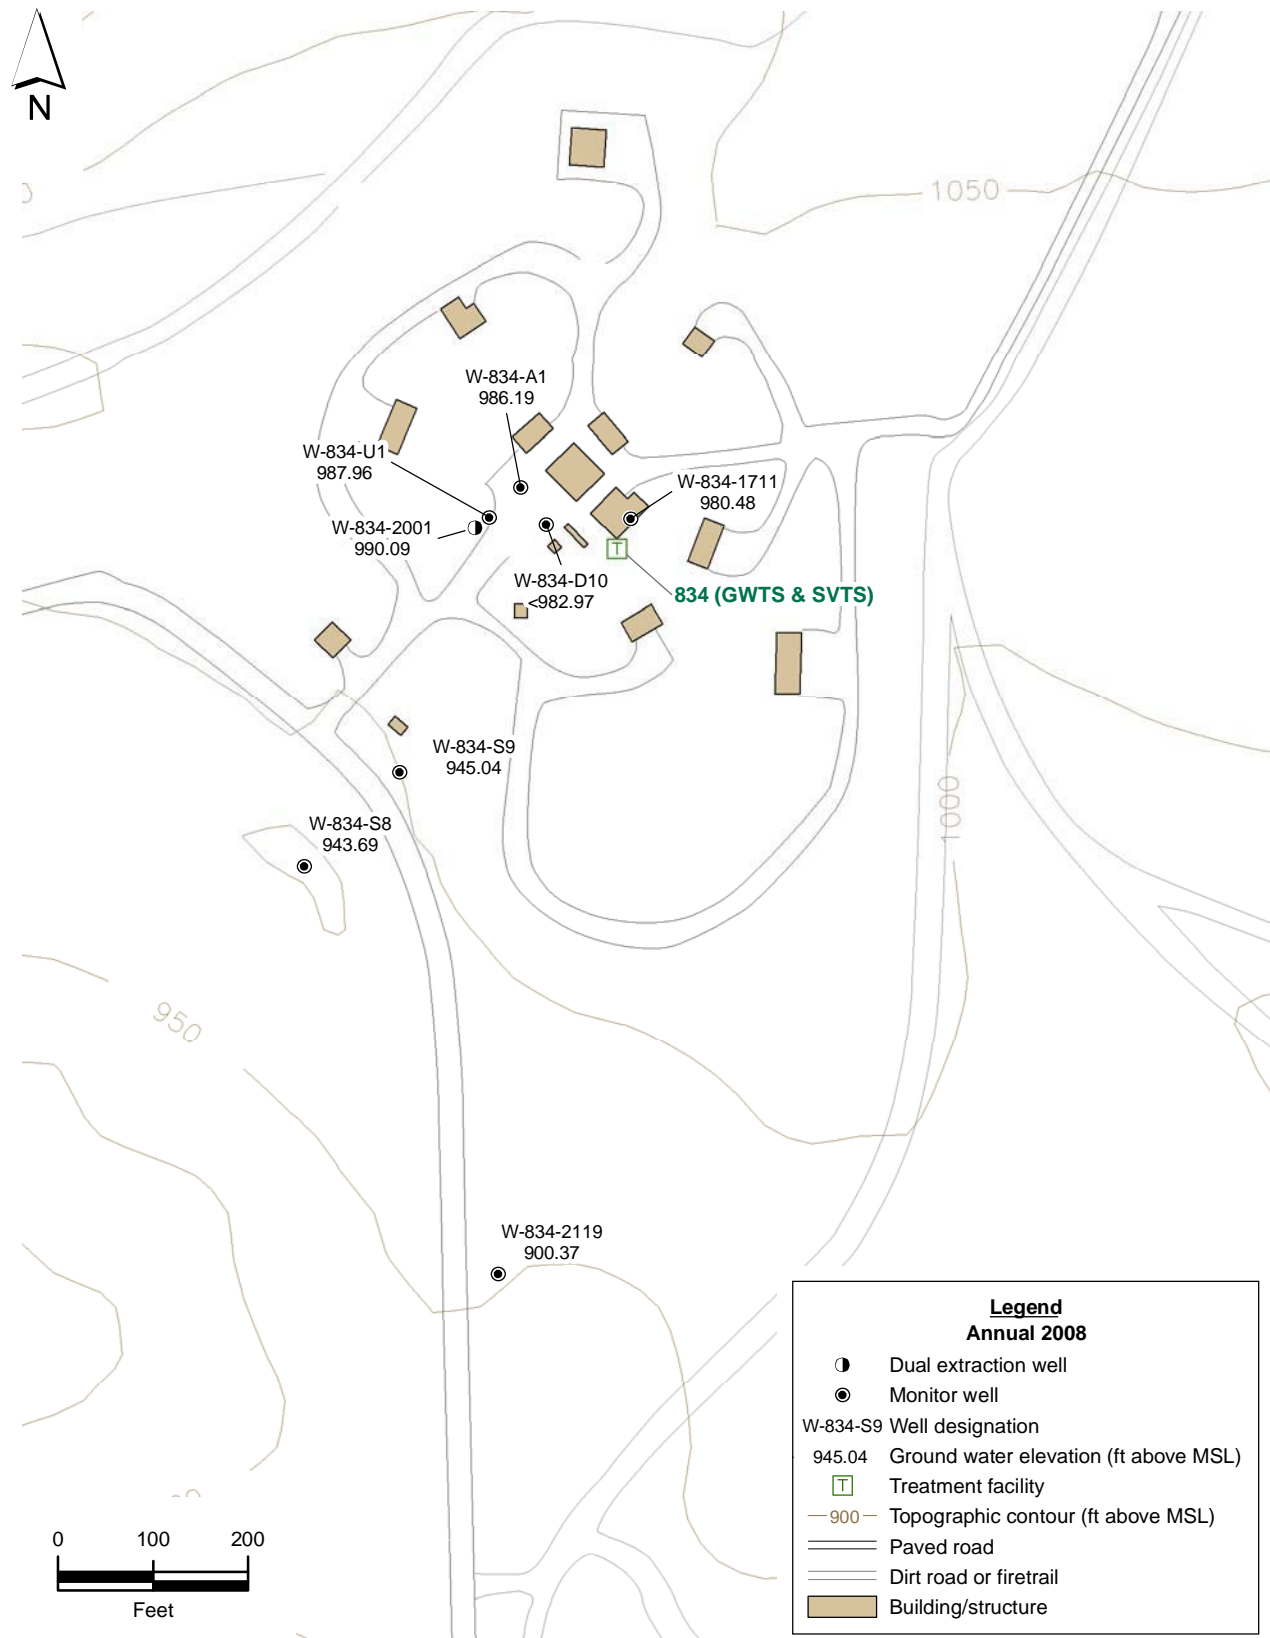 N
1050
W-834-A1
986.19
W-834-U1
987.96
W-834-1711
980.48
W-834-2001
990.09
W-834-D10
<982.97
T
834 (GWTS & SVTS)
W-834-S9
945.04
1000
W-834-S8
943.69
950
W-834-2119
900.37
0 100 200
Feet
Legend
Annual 2008
Dual extraction well
Monitor well
W-834-S9 Well designation
945.04 Ground water elevation (ft above MSL)
T Treatment facility
900 Topographic contour (ft above MSL)
Paved road
Dirt road or firetrail
Building/structure